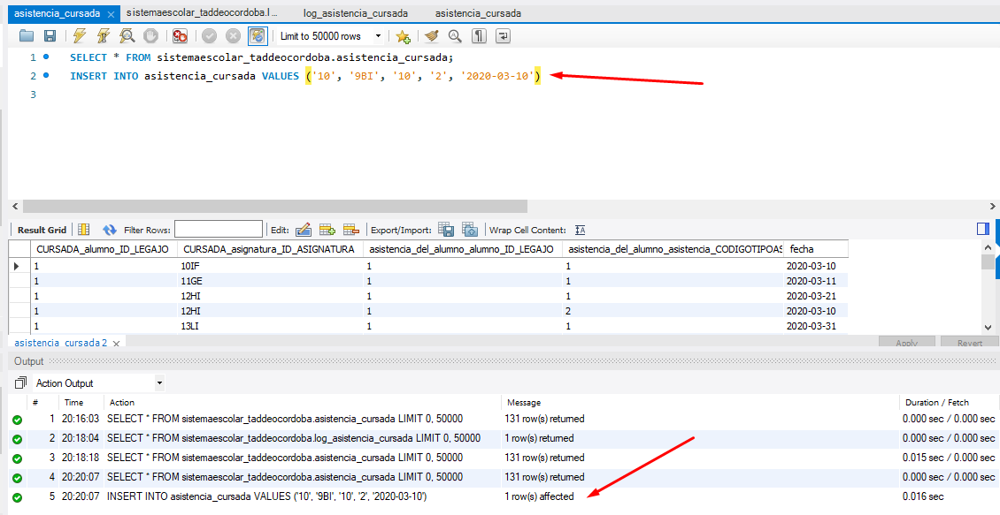 asistencia_cursada sistemaescolar_taddeocordoba.l... log_asistencia_cursada asistencia_cursada
Limit to 50000 rows
1 SELECT * FROM sistemaescolar_taddeocordoba.asistencia_cursada;
2 INSERT INTO asistencia_cursada VALUES ('10', '9BI', '10', '2', '2020-03-10')
3
Result Grid Filter Rows: Edit: Export/Import: Wrap Cell Content: IA
CURSADA_alumno_ID_LEGAJO CURSADA_asignatura_ID_ASIGNATURA asistencia_del_alumno_alumno_ID_LEGAJO asistencia_del_alumno_asistencia_CODIGOTIPOAS fecha
1 10IF 1 1 2020-03-10
1 11GE 1 1 2020-03-11
1 12HI 1 1 2020-03-21
1 12HI 1 2 2020-03-10
1 13LI 1 1 2020-03-31
asistencia_cursada 2 Apply Revert
Output
Action Output
# Time Action Message Duration / Fetch
1 20:16:03 SELECT * FROM sistemaescolar_taddeocordoba.asistencia_cursada LIMIT 0, 50000 131 row(s) returned 0.000 sec / 0.000 sec
2 20:18:04 SELECT * FROM sistemaescolar_taddeocordoba.log_asistencia_cursada LIMIT 0, 50000 1 row(s) returned 0.000 sec / 0.000 sec
3 20:18:18 SELECT * FROM sistemaescolar_taddeocordoba.asistencia_cursada LIMIT 0, 50000 131 row(s) returned 0.015 sec / 0.000 sec
4 20:20:07 SELECT * FROM sistemaescolar_taddeocordoba.asistencia_cursada LIMIT 0, 50000 131 row(s) returned 0.000 sec / 0.000 sec
5 20:20:07 INSERT INTO asistencia_cursada VALUES ('10', '9BI', '10', '2', '2020-03-10') 1 row(s) affected 0.016 sec